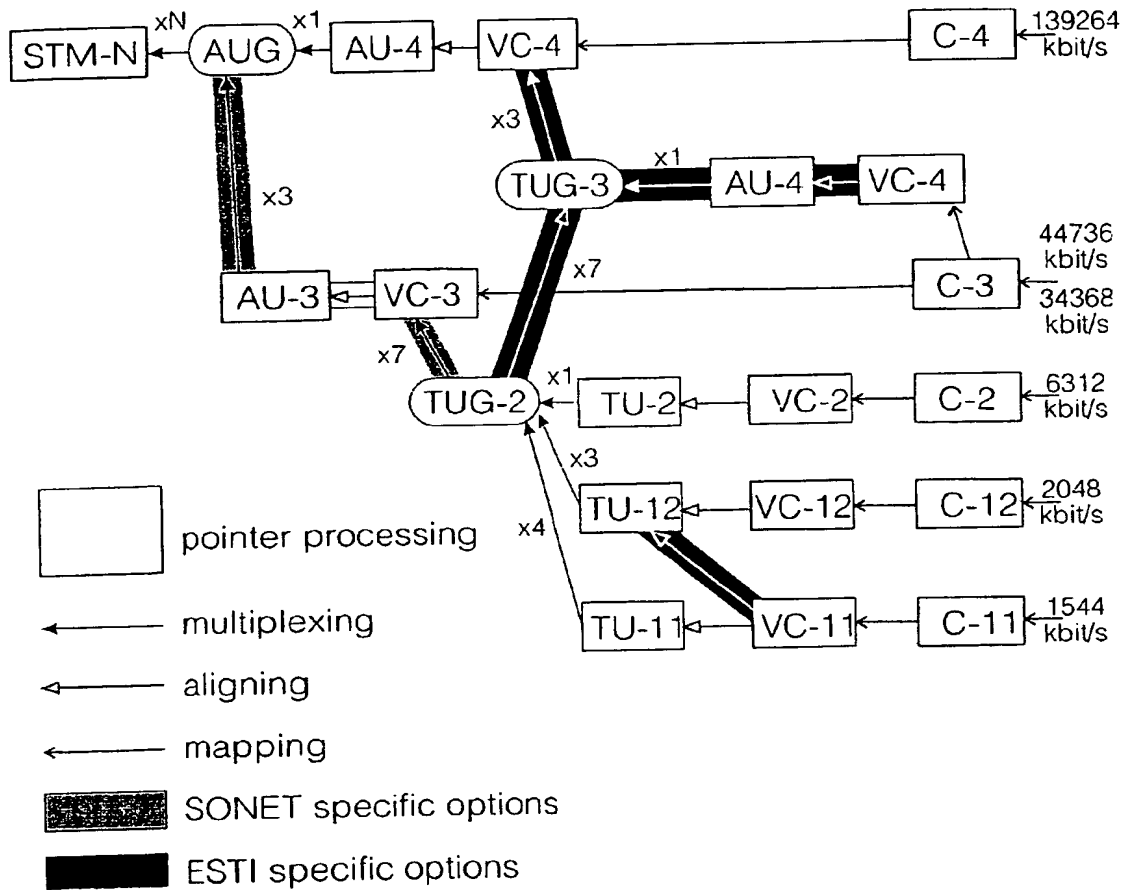 xN
x1
STM-N
AUG
AU-4
VC-4
C-4
139264
kbit/s
x3
x1
TUG-3
AU-4
VC-4
x3
x7
44736
kbit/s
AU-3
VC-3
C-3
34368
kbit/s
x7
x1
TUG-2
TU-2
VC-2
C-2
6312
kbit/s
x3
TU-12
VC-12
C-12
2048
kbit/s
x4
TU-11
VC-11
C-11
1544
kbit/s
pointer processing
multiplexing
aligning
mapping
SONET specific options
ESTI specific options